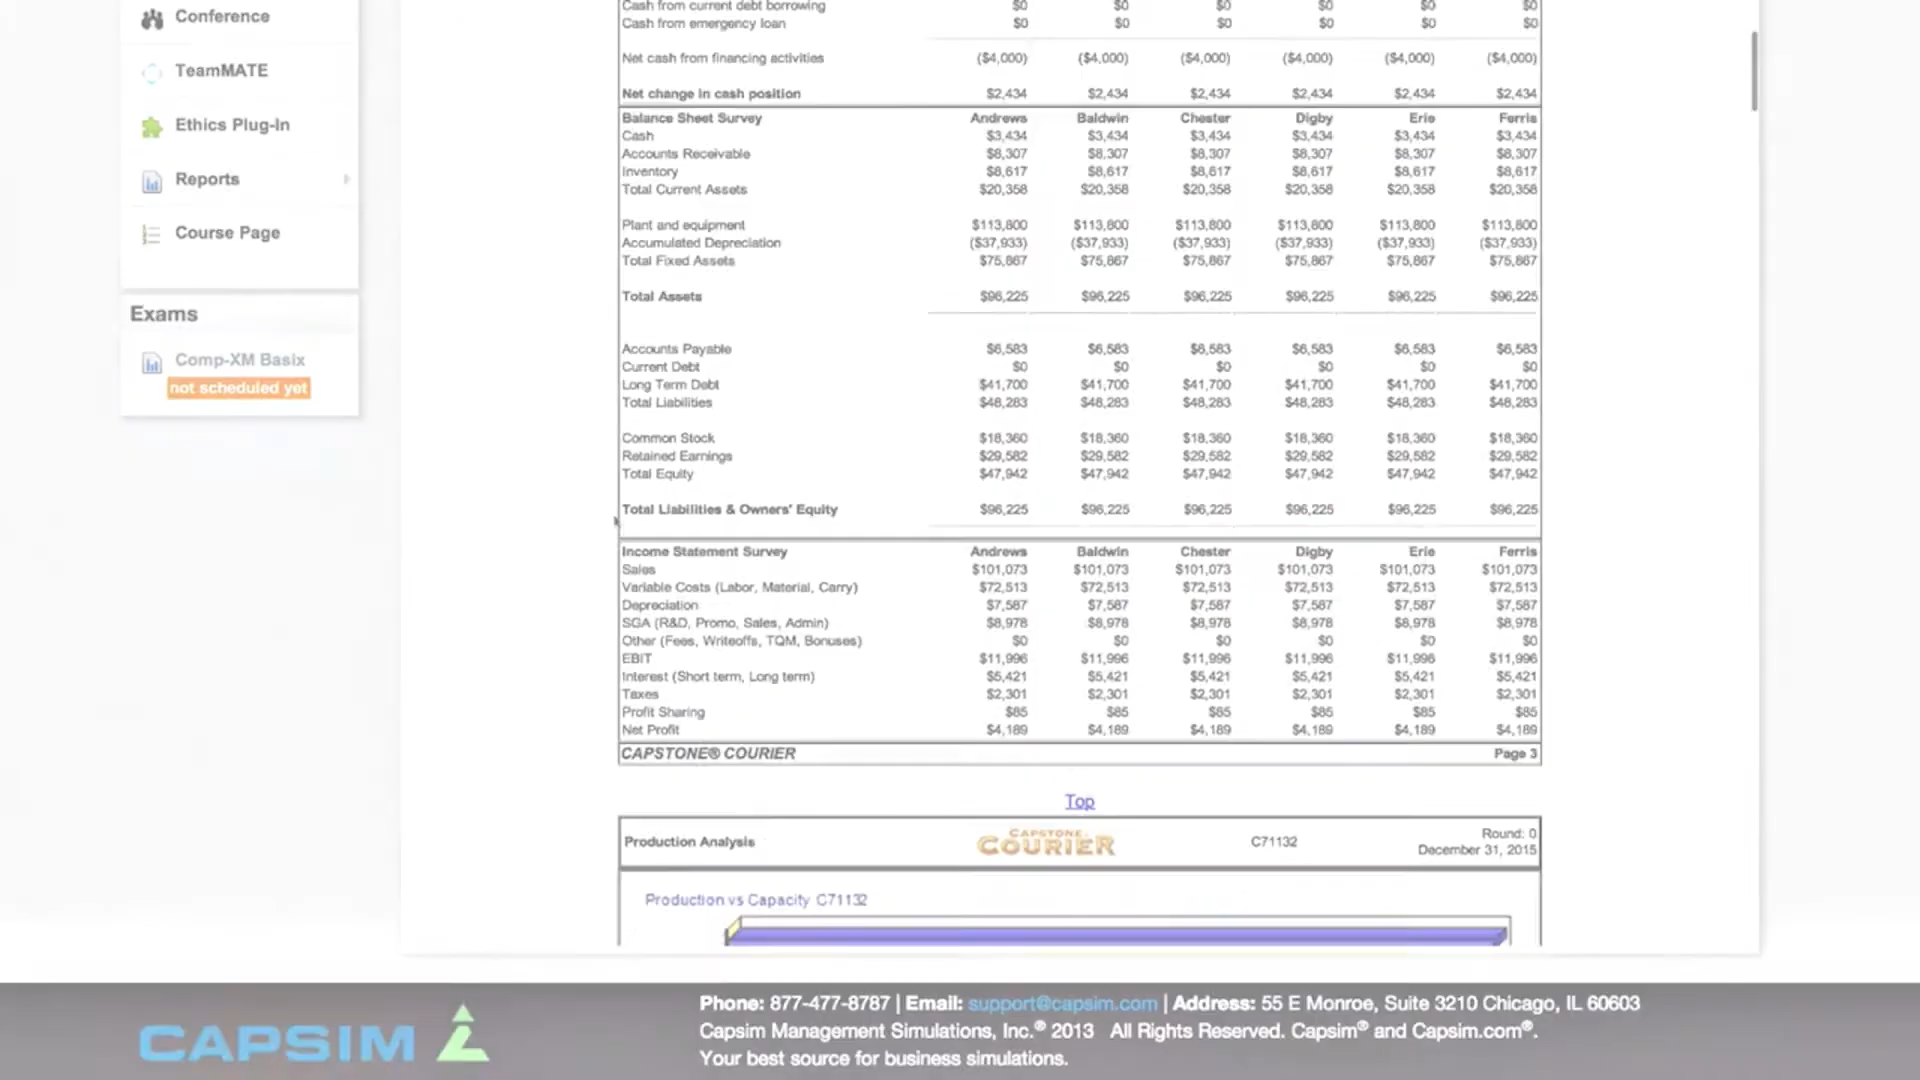 Conference
TeamMATE
Ethics Plug-In
Reports
Course Page
Exams
Comp-XM Basix
not scheduled yet
Cash from current debt borrowing $0 $0 $0 $0 $0 $0
Cash from emergency loan $0 $0 $0 $0 $0 $0
Net cash from financing activities ($4,000) ($4,000) ($4,000) ($4,000) ($4,000) ($4,000)
Net change in cash position $2,434 $2,434 $2,434 $2,434 $2,434 $2,434
Balance Sheet Survey Andrews Baldwin Chester Digby Erie Ferris
Cash $3,434 $3,434 $3,434 $3,434 $3,434 $3,434
Accounts Receivable $8,307 $8,307 $8,307 $8,307 $8,307 $8,307
Inventory $8,617 $8,617 $8,617 $8,617 $8,617 $8,617
Total Current Assets $20,358 $20,358 $20,358 $20,358 $20,358 $20,358
Plant and equipment $113,800 $113,800 $113,800 $113,800 $113,800 $113,800
Accumulated Depreciation ($37,933) ($37,933) ($37,933) ($37,933) ($37,933) ($37,933)
Total Fixed Assets $75,867 $75,867 $75,867 $75,867 $75,867 $75,867
Total Assets $96,225 $96,225 $96,225 $96,225 $96,225 $96,225
Accounts Payable $6,583 $6,583 $6,583 $6,583 $6,583 $6,583
Current Debt $0 $0 $0 $0 $0 $0
Long Term Debt $41,700 $41,700 $41,700 $41,700 $41,700 $41,700
Total Liabilities $48,283 $48,283 $48,283 $48,283 $48,283 $48,283
Common Stock $18,360 $18,360 $18,360 $18,360 $18,360 $18,360
Retained Earnings $29,582 $29,582 $29,582 $29,582 $29,582 $29,582
Total Equity $47,942 $47,942 $47,942 $47,942 $47,942 $47,942
Total Liabilities & Owners' Equity $96,225 $96,225 $96,225 $96,225 $96,225 $96,225
Income Statement Survey Andrews Baldwin Chester Digby Erie Ferris
Sales $101,073 $101,073 $101,073 $101,073 $101,073 $101,073
Variable Costs (Labor, Material, Carry) $72,513 $72,513 $72,513 $72,513 $72,513 $72,513
Depreciation $7,587 $7,587 $7,587 $7,587 $7,587 $7,587
SGA (R&D, Promo, Sales, Admin) $8,978 $8,978 $8,978 $8,978 $8,978 $8,978
Other (Fees, Writeoffs, TQM, Bonuses) $0 $0 $0 $0 $0 $0
EBIT $11,996 $11,996 $11,996 $11,996 $11,996 $11,996
Interest (Short term, Long term) $5,421 $5,421 $5,421 $5,421 $5,421 $5,421
Taxes $2,301 $2,301 $2,301 $2,301 $2,301 $2,301
Profit Sharing $85 $85 $85 $85 $85 $85
Net Profit $4,189 $4,189 $4,189 $4,189 $4,189 $4,189
CAPSTONE® COURIER Page 3
Top
Production Analysis CAPSTONE COURIER C71132 Round: 0
December 31, 2015
Production vs Capacity C71132
CAPSIM
Phone: 877-477-8787 | Email: support@capsim.com | Address: 55 E Monroe, Suite 3210 Chicago, IL 60603
Capsim Management Simulations, Inc.® 2013 All Rights Reserved. Capsim® and Capsim.com®.
Your best source for business simulations.